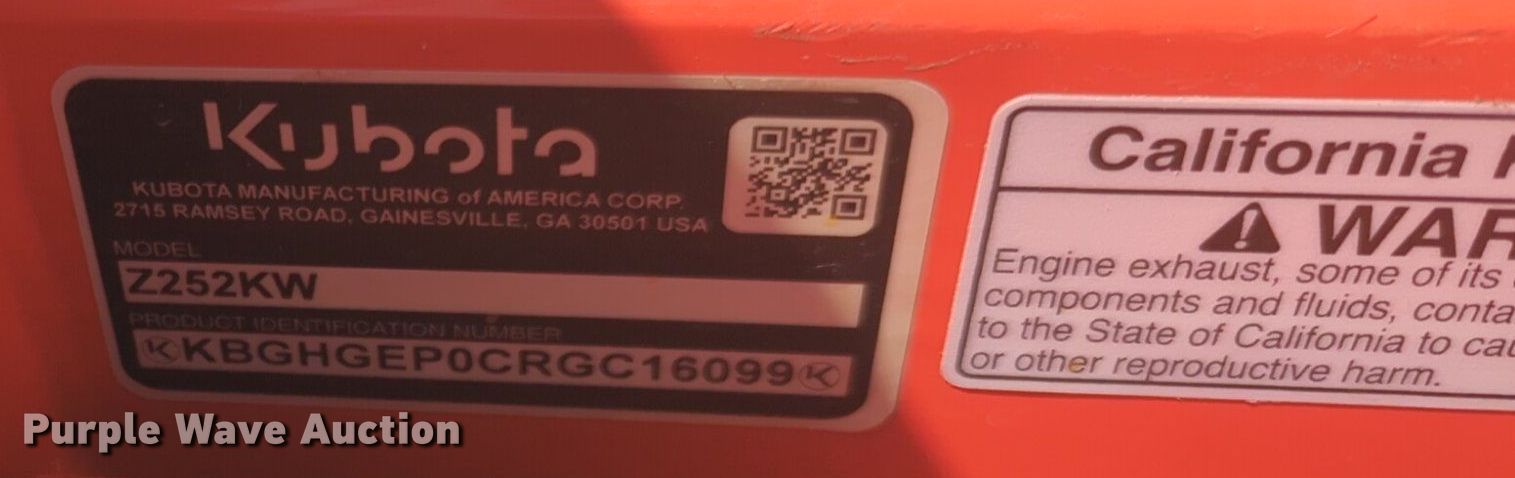 Kubota
KUBOTA MANUFACTURING of AMERICA CORP.
2715 RAMSEY ROAD, GAINESVILLE, GA 30501 USA
MODEL
Z252KW
PRODUCT IDENTIFICATION NUMBER
KBGHGEP0CRGC16099
California
WAR
Engine exhaust, some of its
components and fluids, conta
to the State of California to cau
or other reproductive harm.
Purple Wave Auction